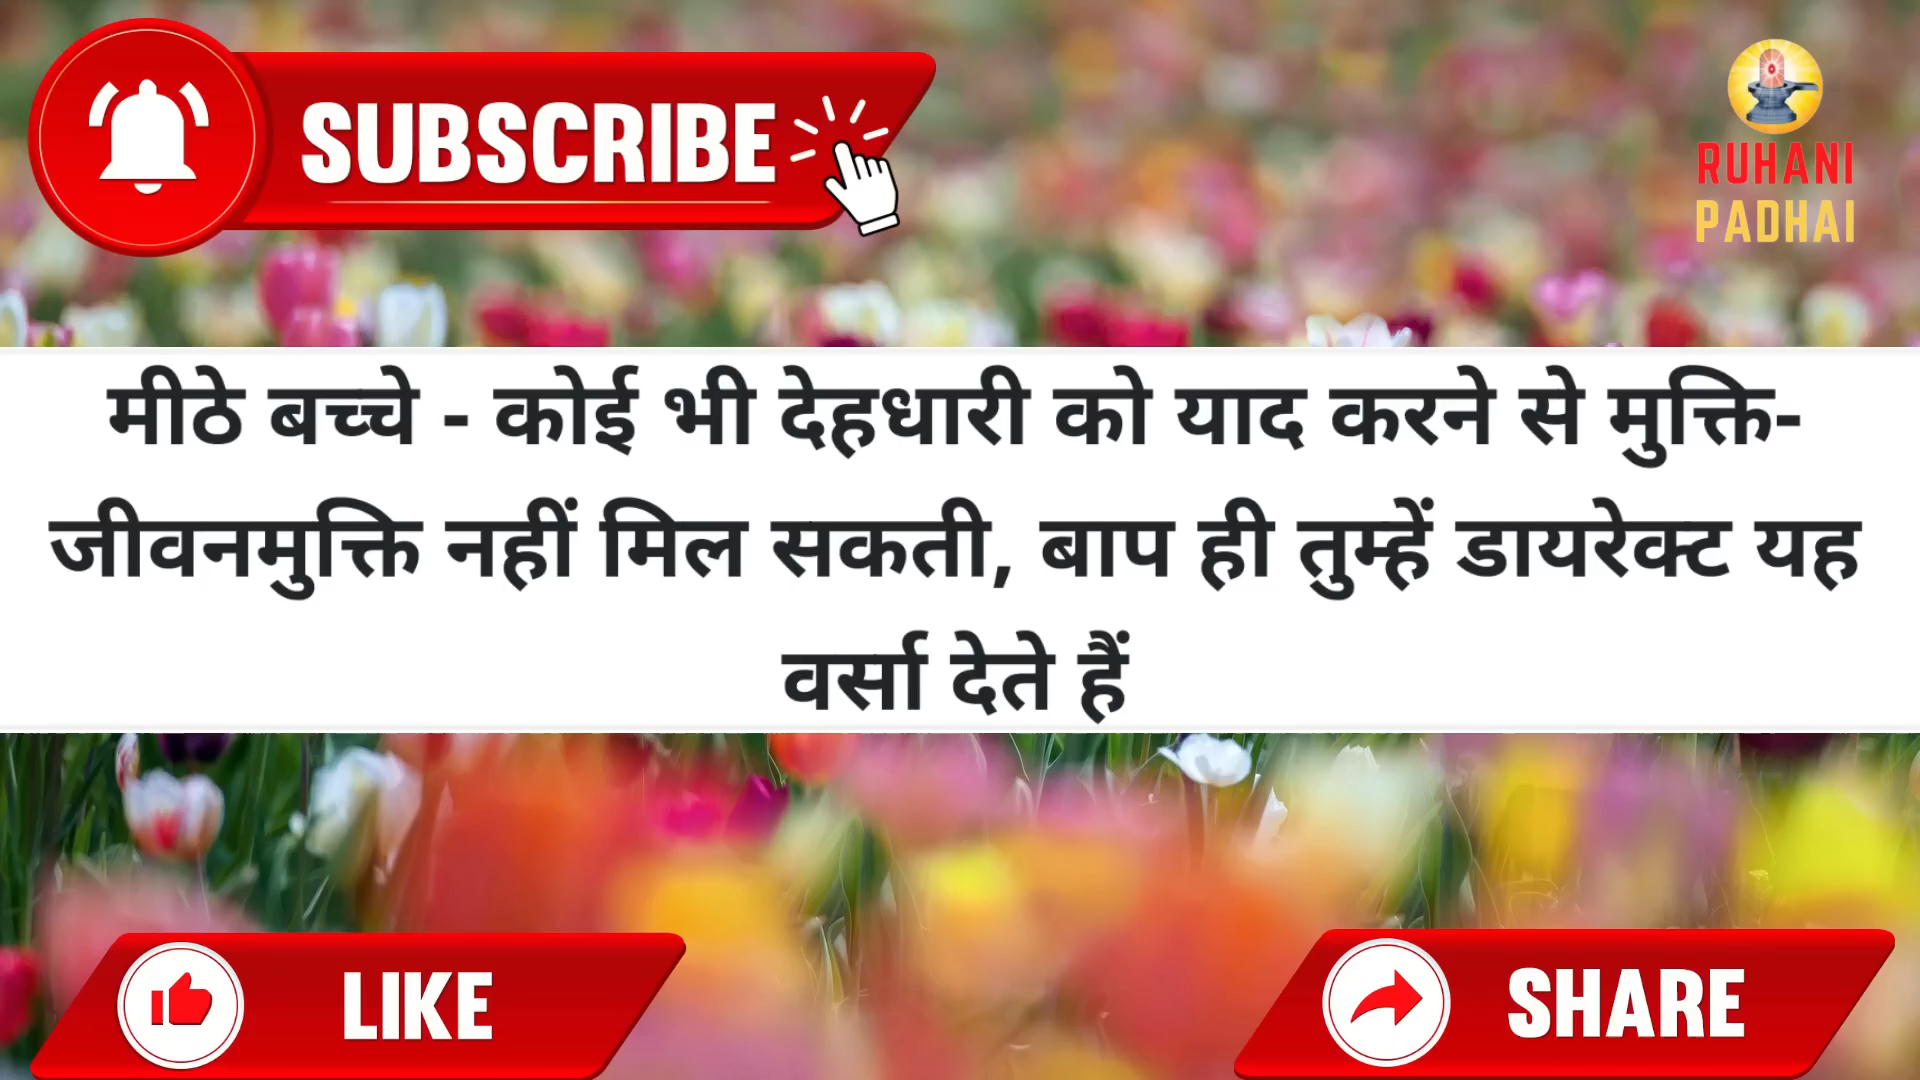 SUBSCRIBE
RUHANI
PADHAI
मीठे बच्चे - कोई भी देहधारी को याद करने से मुक्ति-
जीवनमुक्ति नहीं मिल सकती, बाप ही तुम्हें डायरेक्ट यह
वर्सा देते हैं
LIKE
SHARE